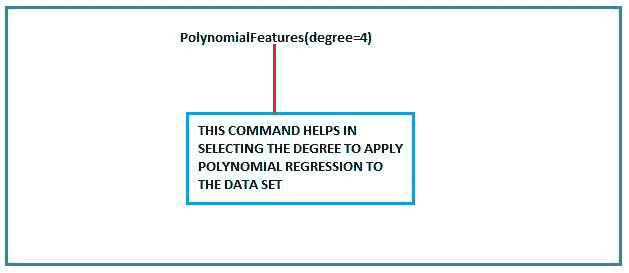 PolynomialFeatures(degree=4)
THIS COMMAND HELPS IN
SELECTING THE DEGREE TO APPLY
POLYNOMIAL REGRESSION TO
THE DATA SET